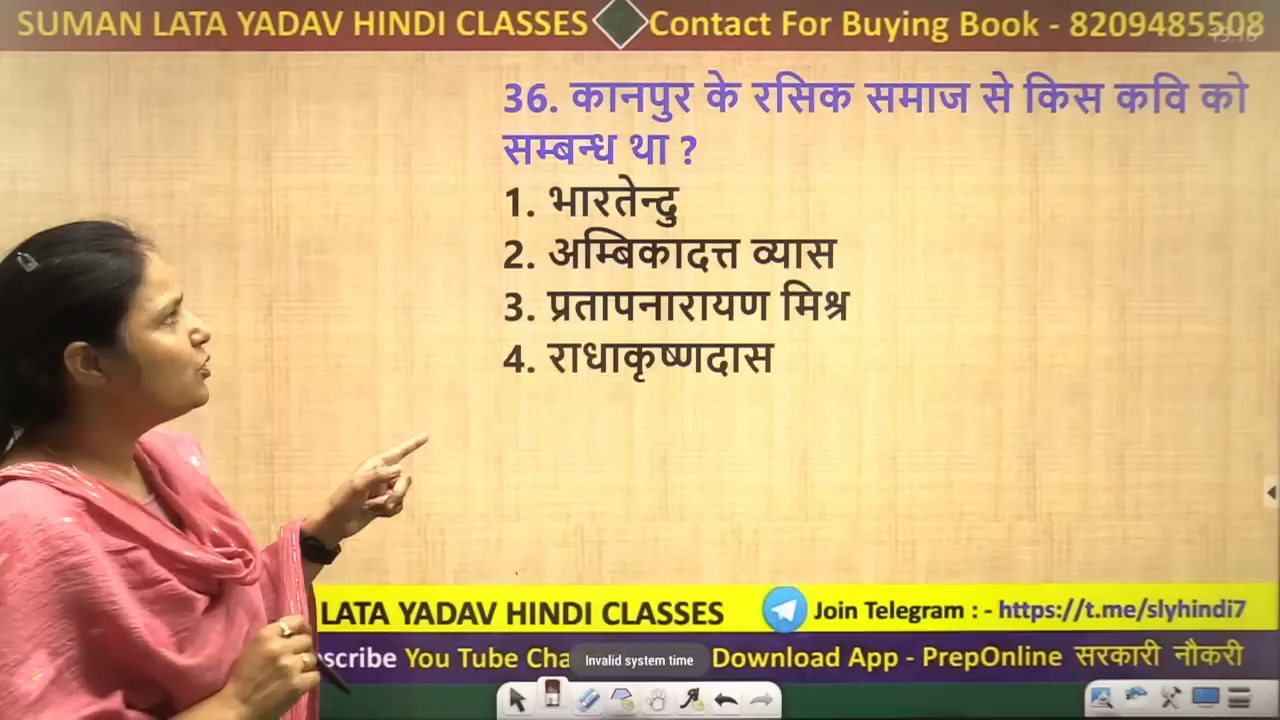 SUMAN LATA YADAV HINDI CLASSES Contact For Buying Book - 8209485508
36. कानपुर के रसिक समाज से किस कवि को
सम्बन्ध था ?
1. भारतेन्दु
2. अम्बिकादत्त व्यास
3. प्रतापनारायण मिश्र
4. राधाकृष्णदास
LATA YADAV HINDI CLASSES Join Telegram : - https://t.me/slyhindi7
scribe You Tube Cha Invalid system time Download App - PrepOnline सरकारी नौकरी